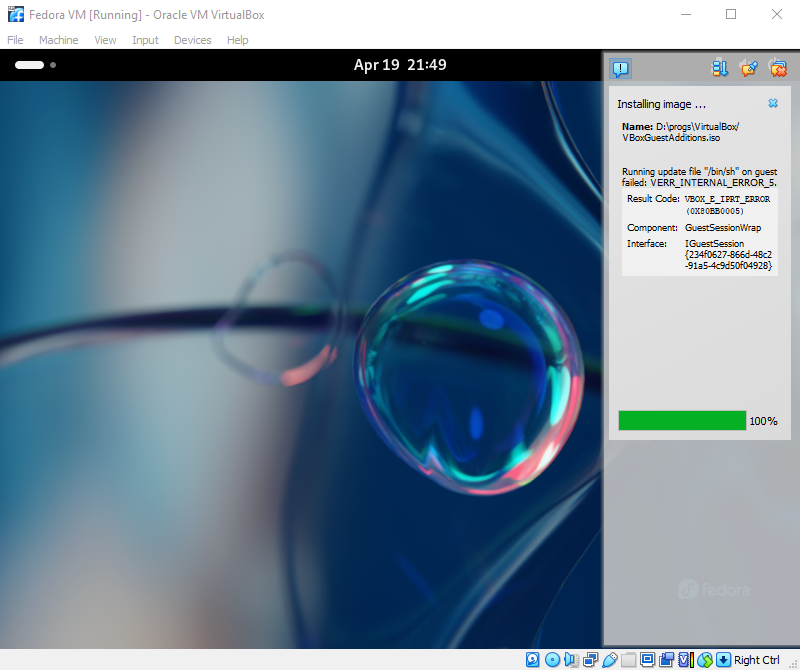 Fedora VM [Running] - Oracle VM VirtualBox
File Machine View Input Devices Help
Apr 19 21:49
Installing image ...
Name: D:\progs\VirtualBox/
VBoxGuestAdditions.iso
Running update file "/bin/sh" on guest
failed: VERR_INTERNAL_ERROR_5.
Result Code: VBOX_E_IPRT_ERROR
(0X80BB0005)
Component: GuestSessionWrap
Interface: IGuestSession
{234f0627-866d-48c2
-91a5-4c9d50f04928}
100%
fedora
Right Ctrl